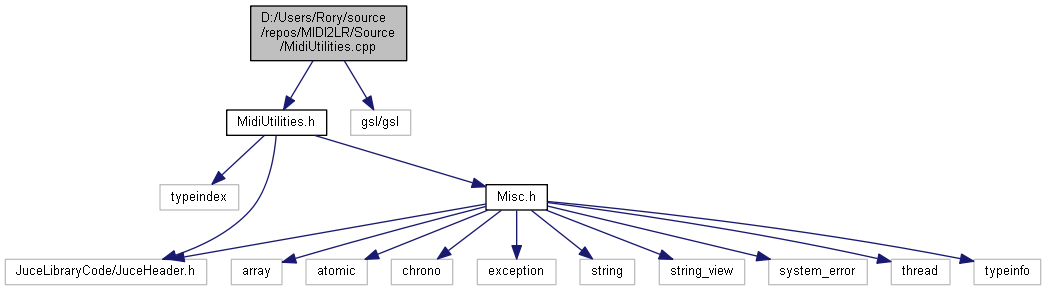 D:/Users/Rory/source
/repos/MIDI2LR/Source
/MidiUtilities.cpp
MidiUtilities.h
gsl/gsl
typeindex
Misc.h
JuceLibraryCode/JuceHeader.h
array
atomic
chrono
exception
string
string_view
system_error
thread
typeinfo